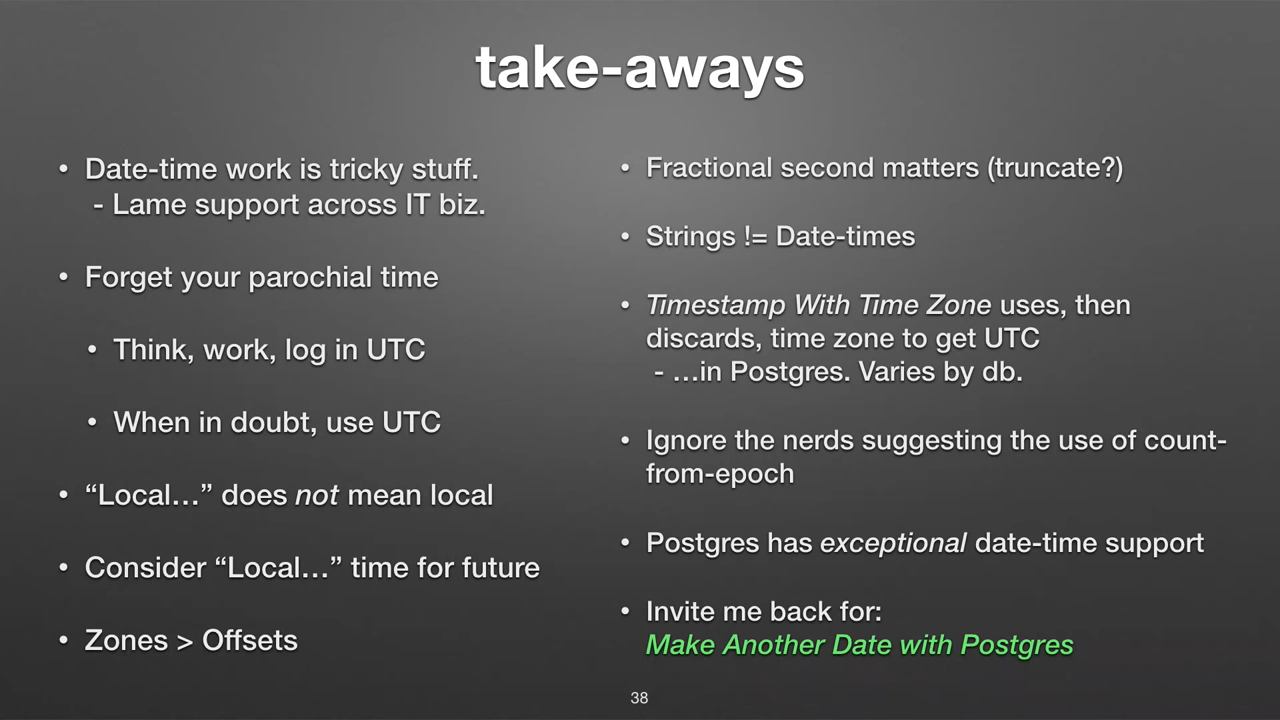 take-aways
• Date-time work is tricky stuff.
- Lame support across IT biz.
• Forget your parochial time
• Think, work, log in UTC
• When in doubt, use UTC
• “Local…” does not mean local
• Consider “Local…” time for future
• Zones > Offsets
• Fractional second matters (truncate?)
• Strings != Date-times
• Timestamp With Time Zone uses, then
discards, time zone to get UTC
- …in Postgres. Varies by db.
• Ignore the nerds suggesting the use of count-
from-epoch
• Postgres has exceptional date-time support
• Invite me back for:
Make Another Date with Postgres
38